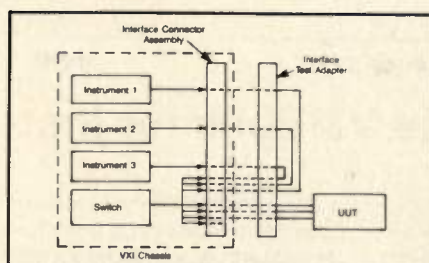 Interface Connector
Assembly
Interface
Test Adapter
Instrument 1
Instrument 2
Instrument 3
Switch
UUT
VXI Chassis